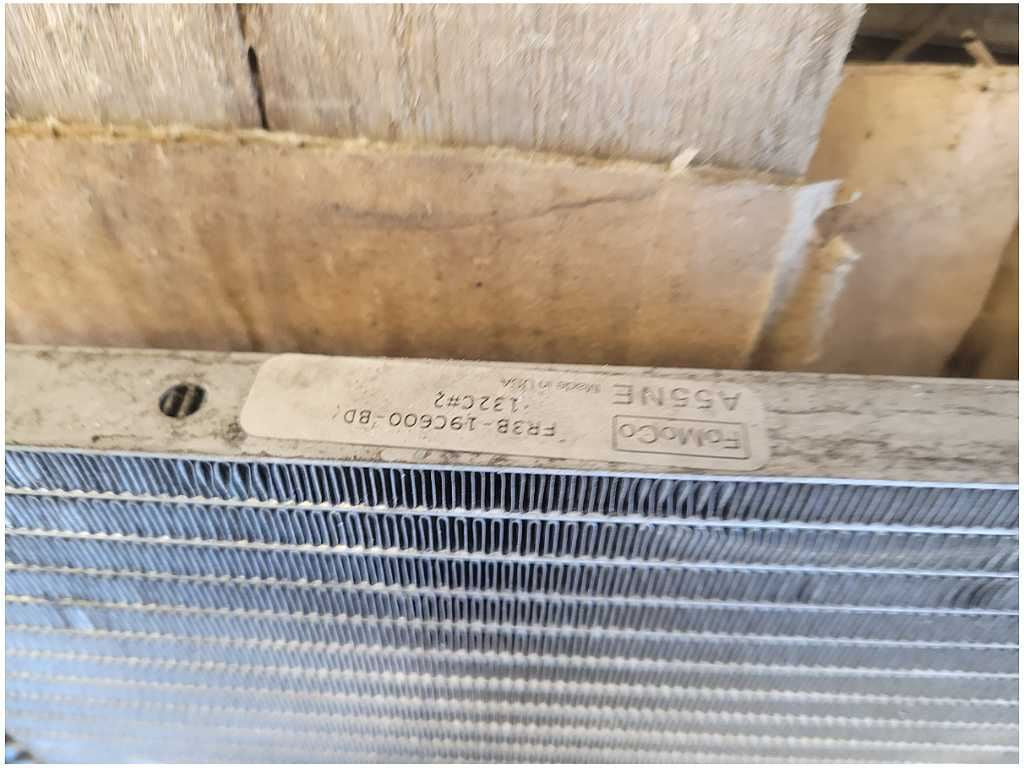 FoMoCo
FR3B-19C600-BD
A55NE
132C#2
Made in USA